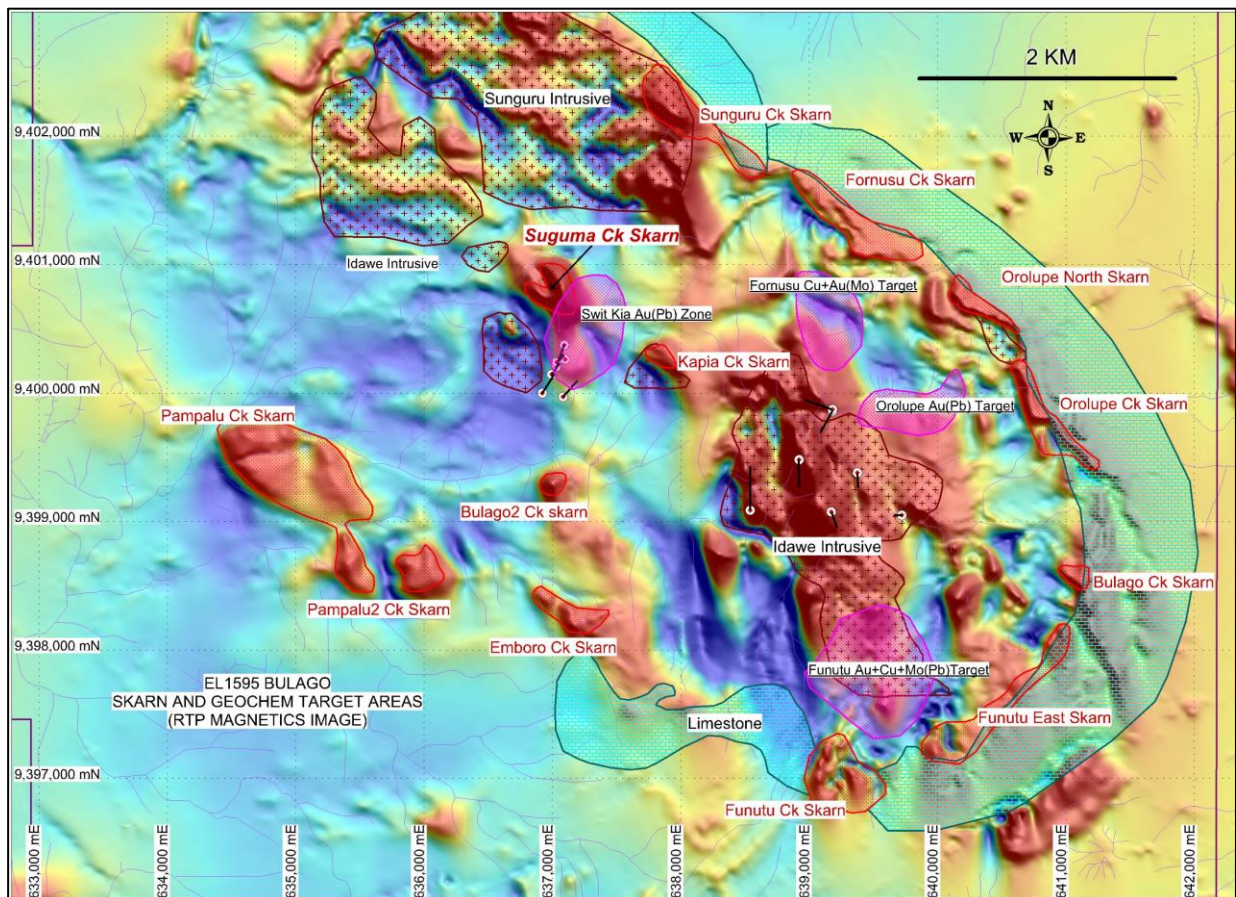 2 KM
N
W E
S
Sunguru Intrusive
Sunguru Ck Skarn
9,402,000 mN
Fornusu Ck Skarn
Suguma Ck Skarn
Idawe Intrusive
9,401,000 mN
Fornusu Cu+Au(Mo) Target
Orolupe North Skarn
Swit Kia Au(Pb) Zone
Kapia Ck Skarn
9,400,000 mN
Orolupe Au(Pb) Target
Orolupe Ck Skarn
Pampalu Ck Skarn
Bulago2 Ck skarn
9,399,000 mN
Idawe Intrusive
Bulago Ck Skarn
Pampalu2 Ck Skarn
Emboro Ck Skarn
9,398,000 mN
Funutu Au+Cu+Mo(Pb)Target
EL1595 BULAGO
SKARN AND GEOCHEM TARGET AREAS
(RTP MAGNETICS IMAGE)
Limestone
Funutu East Skarn
9,397,000 mN
Funutu Ck Skarn
633,000 mE
634,000 mE
635,000 mE
636,000 mE
637,000 mE
638,000 mE
639,000 mE
640,000 mE
641,000 mE
642,000 mE